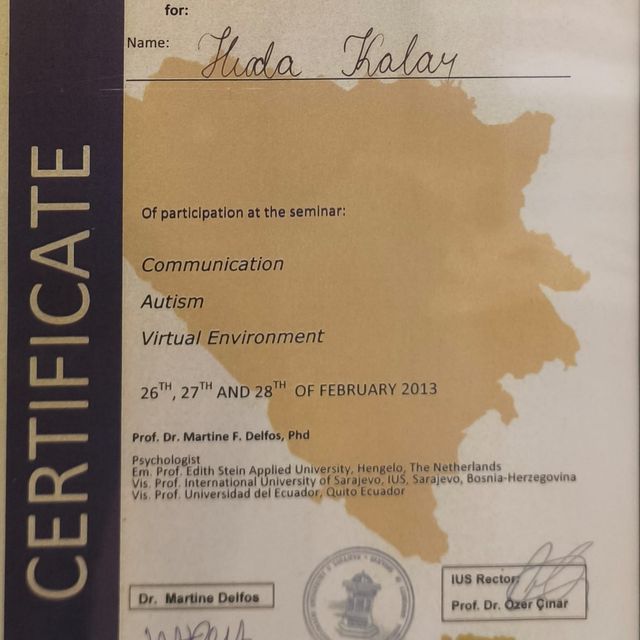 for:
Name: Huda Kalay
CERTIFICATE
Of participation at the seminar:
Communication
Autism
Virtual Environment
26TH, 27TH AND 28TH OF FEBRUARY 2013
Prof. Dr. Martine F. Delfos, Phd
Psychologist
Em. Prof. Edith Stein Applied University, Hengelo, The Netherlands
Vis. Prof. International University of Sarajevo, IUS, Sarajevo, Bosnia-Herzegovina
Vis. Prof. Universidad del Ecuador, Quito Ecuador
Dr. Martine Delfos
IUS Rector:
Prof. Dr. Özer Çınar